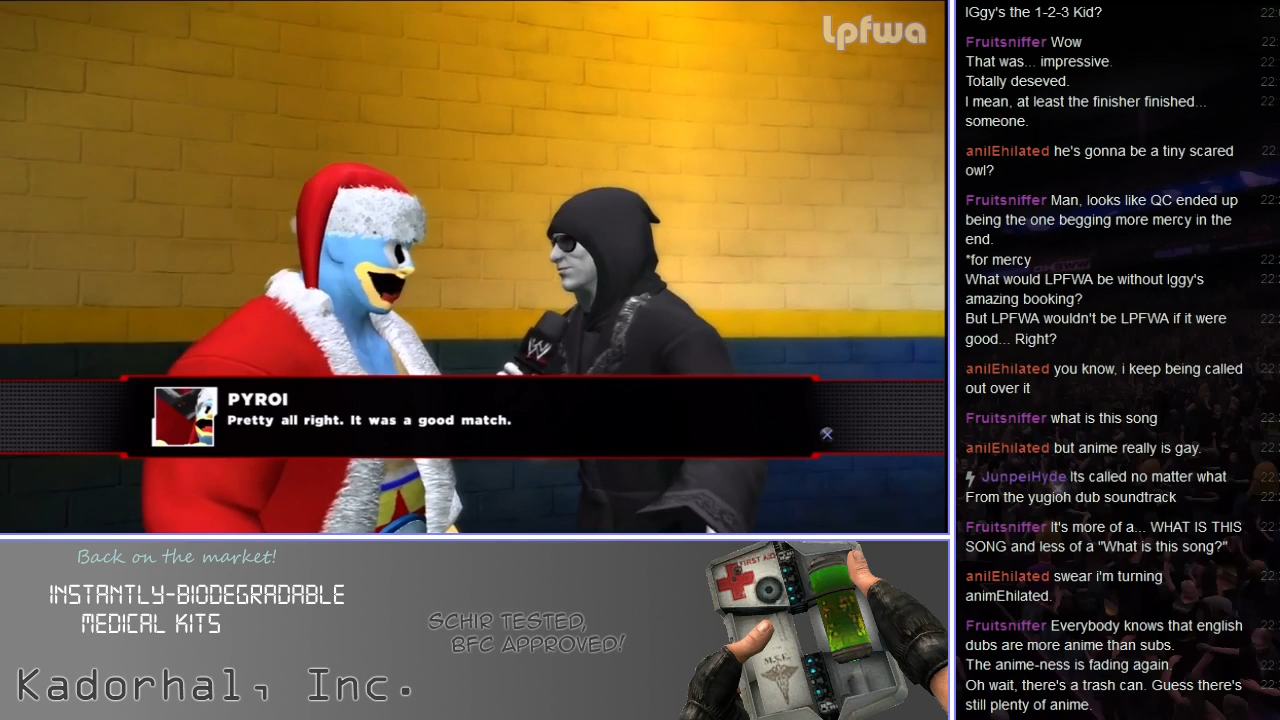 Lpfwa
PYROI
Pretty all right. It was a good match.
Back on the market!
INSTANTLY-BIODEGRADABLE
MEDICAL KITS
SCHIR TESTED,
BFC APPROVED!
Kadorhal, Inc.
FIRST AID
M.S.I.
IGgy's the 1-2-3 Kid?
Fruitsniffer Wow
That was... impressive.
Totally deseved.
I mean, at least the finisher finished...
someone.
anilEhilated he's gonna be a tiny scared
owl?
Fruitsniffer Man, looks like QC ended up
being the one begging more mercy in the
end.
*for mercy
What would LPFWA be without Iggy's
amazing booking?
But LPFWA wouldn't be LPFWA if it were
good... Right?
anilEhilated you know, i keep being called
out over it
Fruitsniffer what is this song
anilEhilated but anime really is gay.
JunpeiHyde Its called no matter what
From the yugioh dub soundtrack
Fruitsniffer It's more of a... WHAT IS THIS
SONG and less of a "What is this song?"
anilEhilated swear i'm turning
animEhilated.
Fruitsniffer Everybody knows that english
dubs are more anime than subs.
The anime-ness is fading again.
Oh wait, there's a trash can. Guess there's
still plenty of anime.